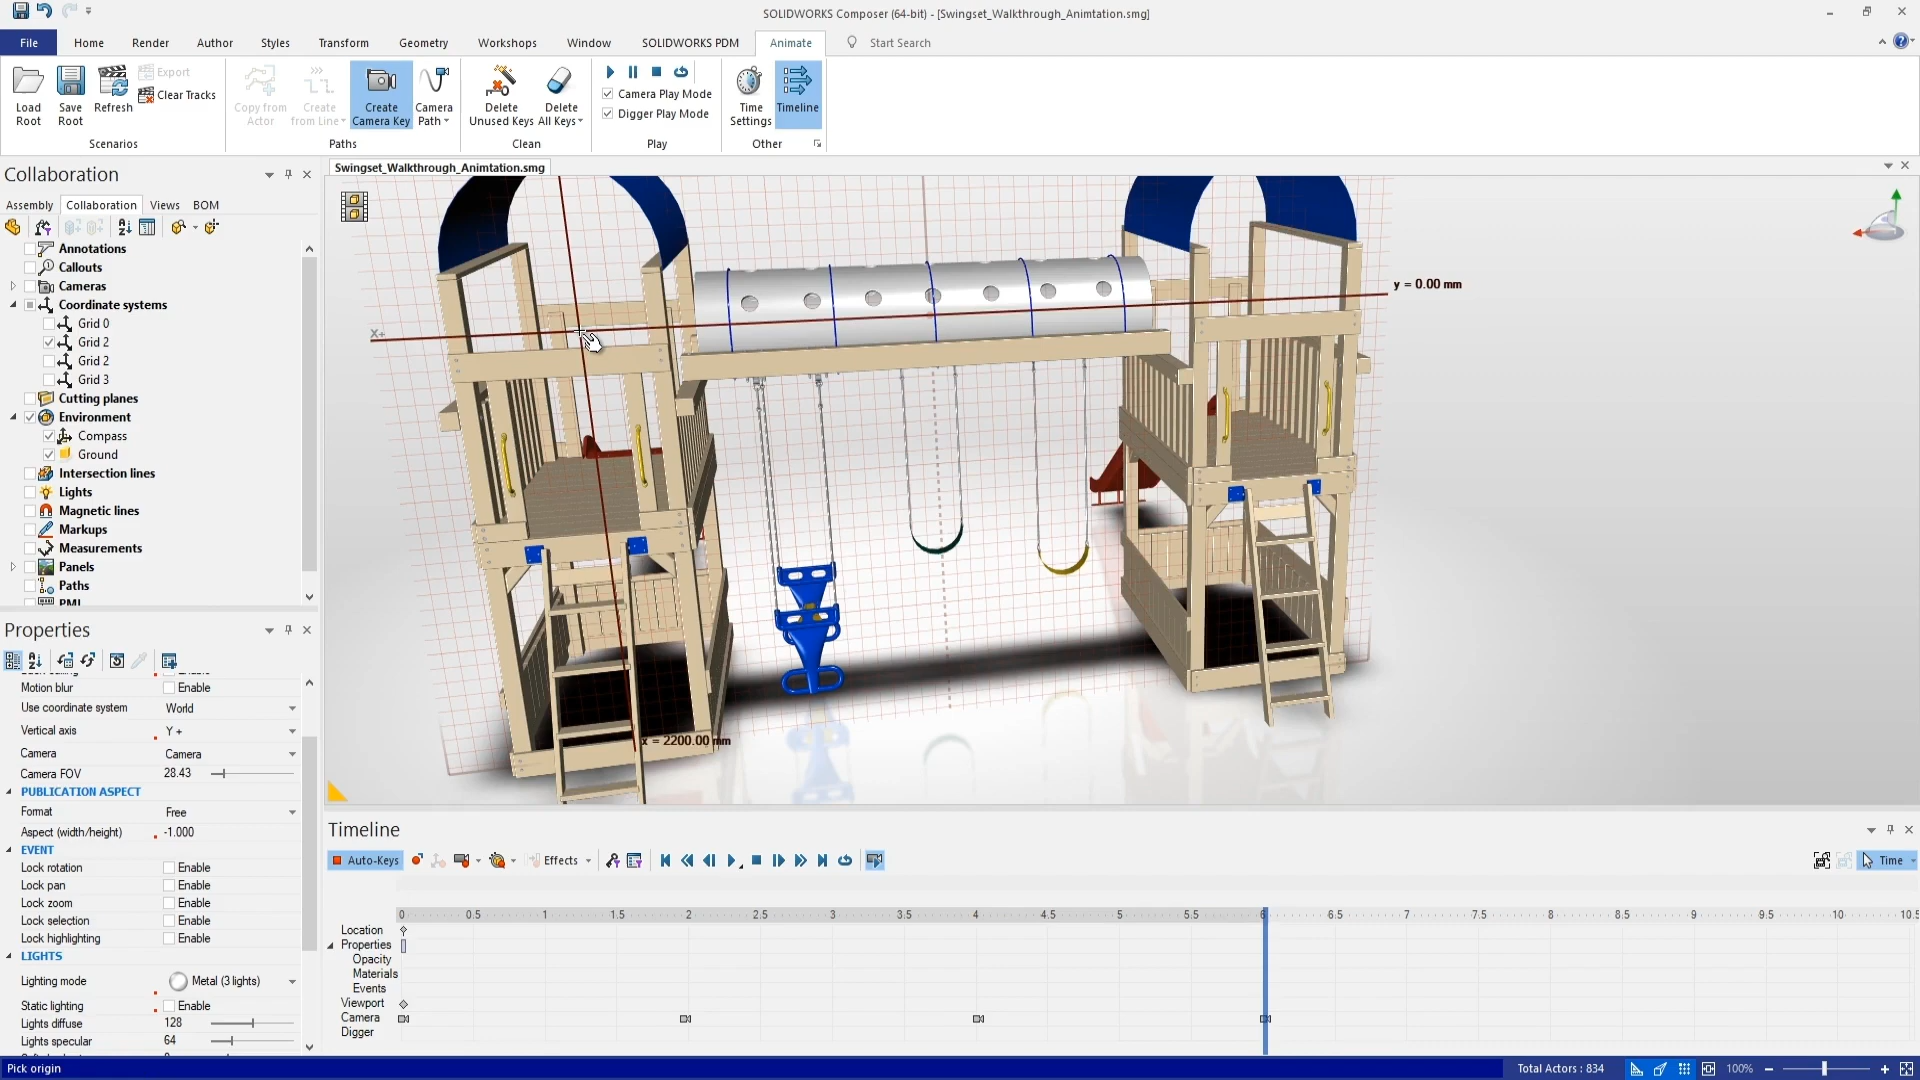 SOLIDWORKS Composer (64-bit) - [Swingset_Walkthrough_Animtation.smg]
File Home Render Author Styles Transform Geometry Workshops Window SOLIDWORKS PDM Animate Start Search
Load Root
Save Root
Refresh
Export
Clear Tracks
Scenarios
Copy from Actor
Create from Line
Create Camera Key
Camera Path
Paths
Delete Unused Keys
Delete All Keys
Clean
Camera Play Mode
Digger Play Mode
Play
Time Settings
Timeline
Other
Collaboration
Assembly Collaboration Views BOM
Annotations
Callouts
Cameras
Coordinate systems
Grid 0
Grid 2
Grid 2
Grid 3
Cutting planes
Environment
Compass
Ground
Intersection lines
Lights
Magnetic lines
Markups
Measurements
Panels
Paths
PMI
Properties
Motion blur Enable
Use coordinate system World
Vertical axis Y +
Camera Camera
Camera FOV 28.43
PUBLICATION ASPECT
Format Free
Aspect (width/height) -1.000
EVENT
Lock rotation Enable
Lock pan Enable
Lock zoom Enable
Lock selection Enable
Lock highlighting Enable
LIGHTS
Lighting mode Metal (3 lights)
Static lighting Enable
Lights diffuse 128
Lights specular 64
Swingset_Walkthrough_Animtation.smg
X+
y = 0.00 mm
x = 2200.00 mm
Timeline
Auto-Keys Effects Time
0 0.5 1 1.5 2 2.5 3 3.5 4 4.5 5 5.5 6 6.5 7 7.5 8 8.5 9 9.5 10 10.5
Location
Properties
Opacity
Materials
Events
Viewport
Camera
Digger
Pick origin
Total Actors : 834
100%